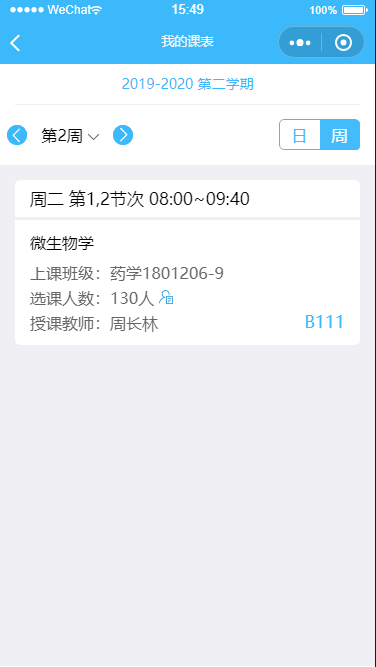 WeChat 15:49 100%
我的课表
2019-2020 第二学期
第2周 日 周
周二 第1,2节次 08:00~09:40
微生物学
上课班级：药学1801206-9
选课人数：130人
授课教师：周长林 B111